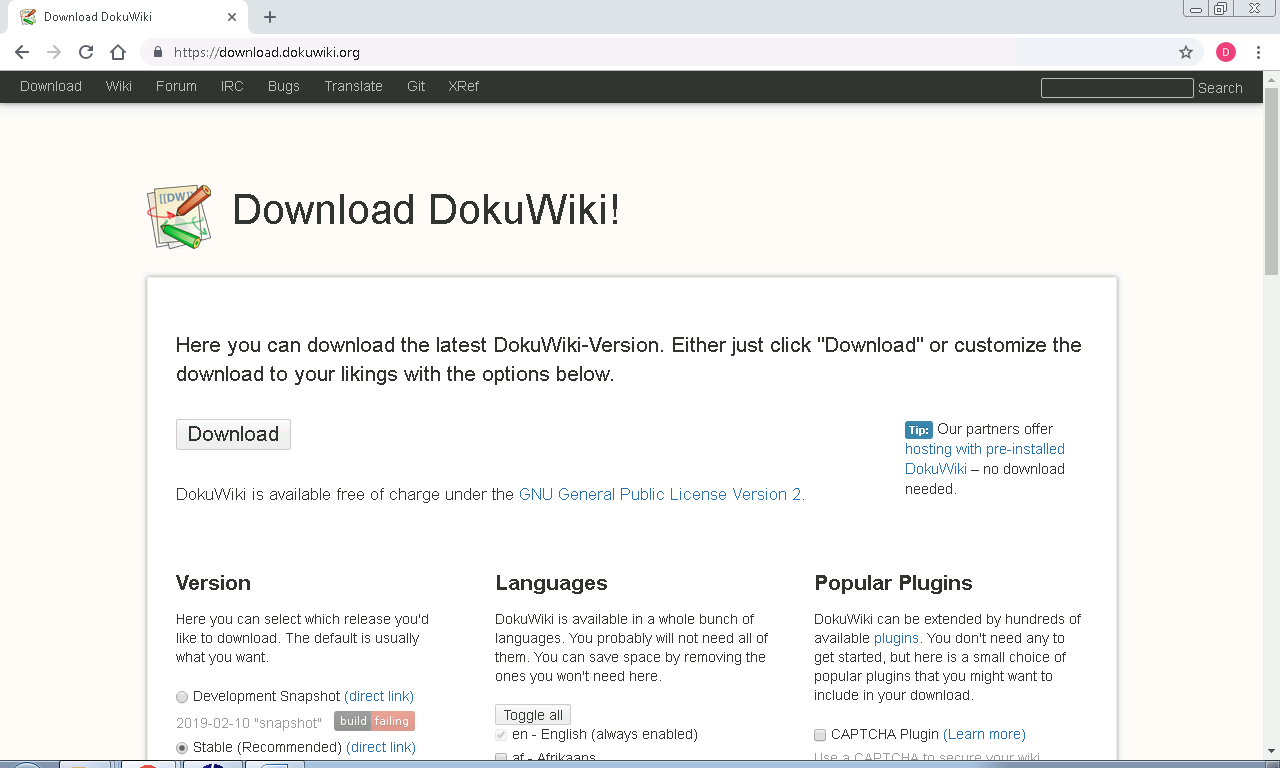 Download DokuWiki
https://download.dokuwiki.org
D
Download Wiki Forum IRC Bugs Translate Git XRef Search
[[DW]]
Download DokuWiki!
Here you can download the latest DokuWiki-Version. Either just click "Download" or customize the
download to your likings with the options below.
Download
Tip: Our partners offer
hosting with pre-installed
DokuWiki – no download
needed.
DokuWiki is available free of charge under the GNU General Public License Version 2.
Version
Here you can select which release you'd
like to download. The default is usually
what you want.
Development Snapshot (direct link)
2019-02-10 "snapshot" build failing
Stable (Recommended) (direct link)
Languages
DokuWiki is available in a whole bunch of
languages. You probably will not need all of
them. You can save space by removing the
ones you won't need here.
Toggle all
en - English (always enabled)
af - Afrikaans
Popular Plugins
DokuWiki can be extended by hundreds of
available plugins. You don't need any to
get started, but here is a small choice of
popular plugins that you might want to
include in your download.
CAPTCHA Plugin (Learn more)
Use a CAPTCHA to secure your wiki